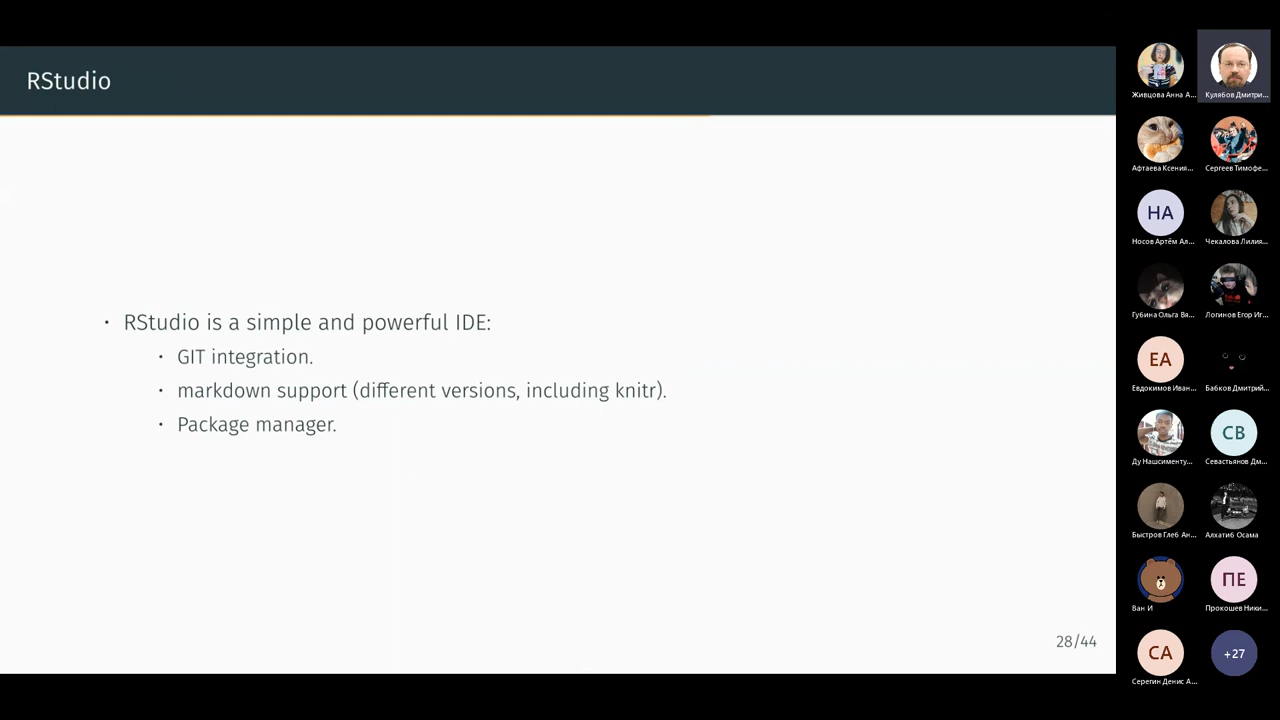 RStudio
• RStudio is a simple and powerful IDE:
• GIT integration.
• markdown support (different versions, including knitr).
• Package manager.
28/44
Живцова Анна А...
Кулябов Дмитри...
Афтаева Ксения...
Сергеев Тимофе...
НА
Носов Артём Ал...
Чекалова Лилия...
Губина Ольга Вя...
Логинов Егор Иг...
ЕА
Евдокимов Иван...
Бабков Дмитрий...
Ду Нашсименту...
СВ
Севастьянов Дм...
Быстров Глеб Ан...
Алхатиб Осама
Ван И
ПЕ
Прокошев Ники...
СА
Серегин Денис А...
+27